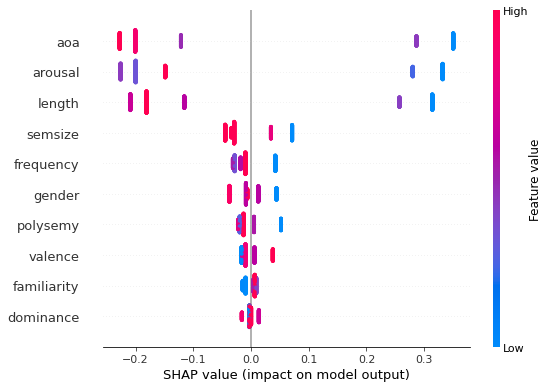 High
aoa
arousal
length
semsize
frequency
gender
polysemy
valence
familiarity
dominance
Feature value
Low
−0.2 −0.1 0.0 0.1 0.2 0.3
SHAP value (impact on model output)